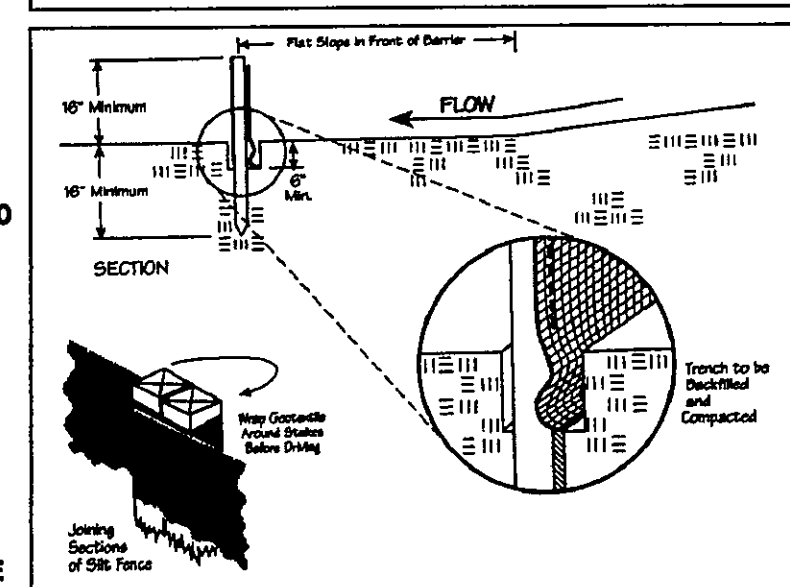 Flat Slope in Front of Barrier
16" Minimum
FLOW
16" Minimum
6"
Min.
SECTION
Trench to be
Backfilled
and
Compacted
Wrap Geotextile
Around Stakes
Before Driving
Joining
Sections
of Silt Fence